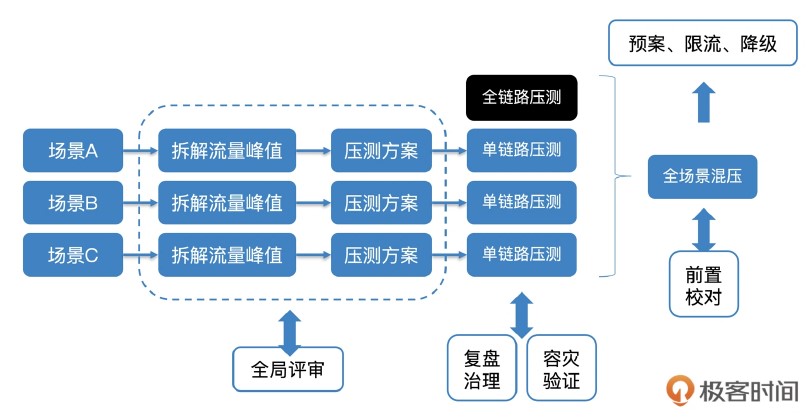 预案、限流、降级
全链路压测
场景A
拆解流量峰值
压测方案
单链路压测
场景B
拆解流量峰值
压测方案
单链路压测
场景C
拆解流量峰值
压测方案
单链路压测
全场景混压
前置
校对
全局评审
复盘
治理
容灾
验证
极客时间